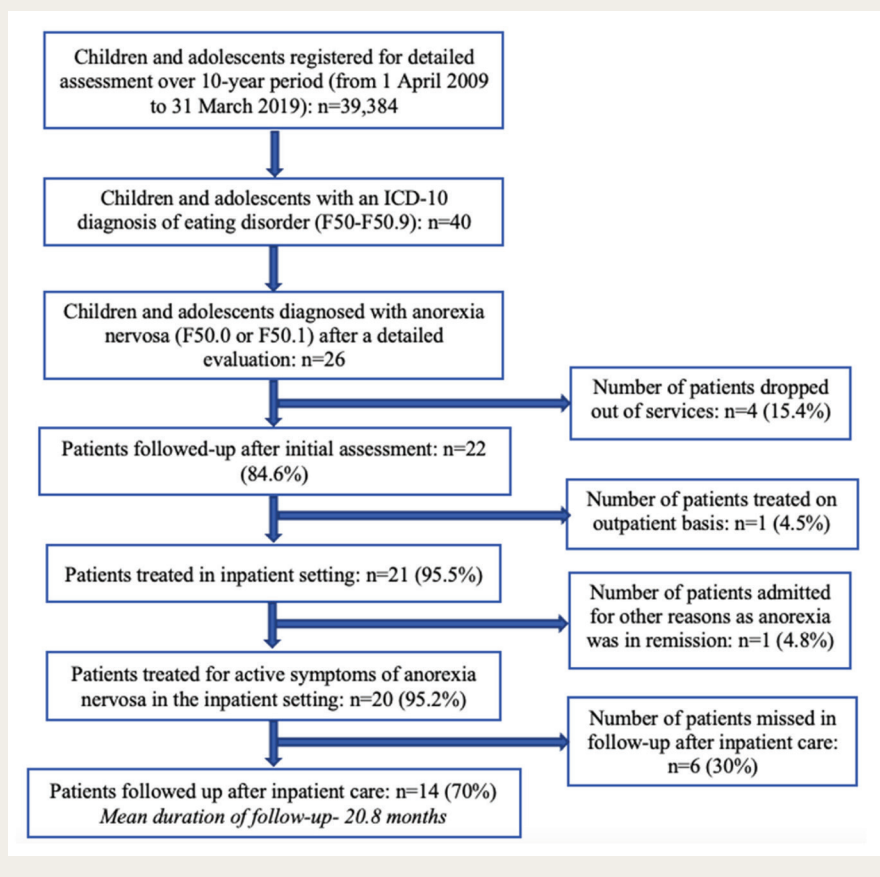 Children and adolescents registered for detailed
assessment over 10-year period (from 1 April 2009
to 31 March 2019): n=39,384
Children and adolescents with an ICD-10
diagnosis of eating disorder (F50-F50.9): n=40
Children and adolescents diagnosed with anorexia
nervosa (F50.0 or F50.1) after a detailed
evaluation: n=26
Number of patients dropped
out of services: n=4 (15.4%)
Patients followed-up after initial assessment: n=22
(84.6%)
Number of patients treated on
outpatient basis: n=1 (4.5%)
Patients treated in inpatient setting: n=21 (95.5%)
Number of patients admitted
for other reasons as anorexia
was in remission: n=1 (4.8%)
Patients treated for active symptoms of anorexia
nervosa in the inpatient setting: n=20 (95.2%)
Number of patients missed in
follow-up after inpatient care:
n=6 (30%)
Patients followed up after inpatient care: n=14 (70%)
Mean duration of follow-up- 20.8 months